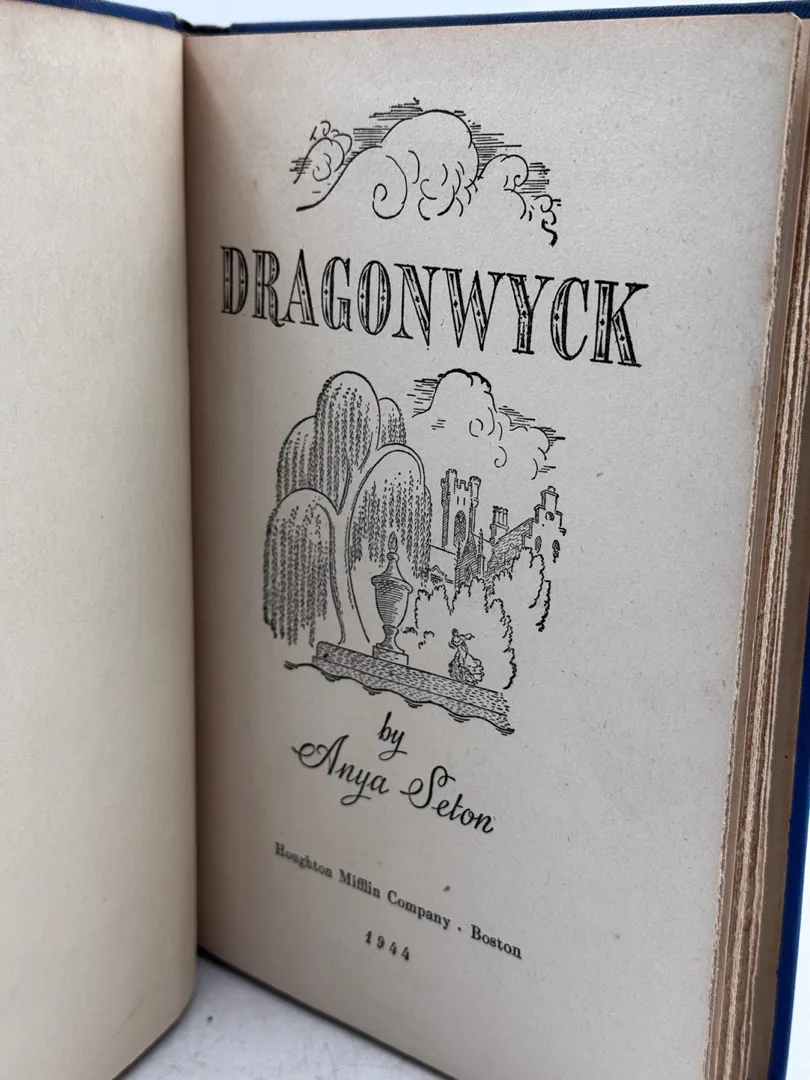 DRAGONWYCK
by
Anya Seton
Houghton Mifflin Company . Boston
1944